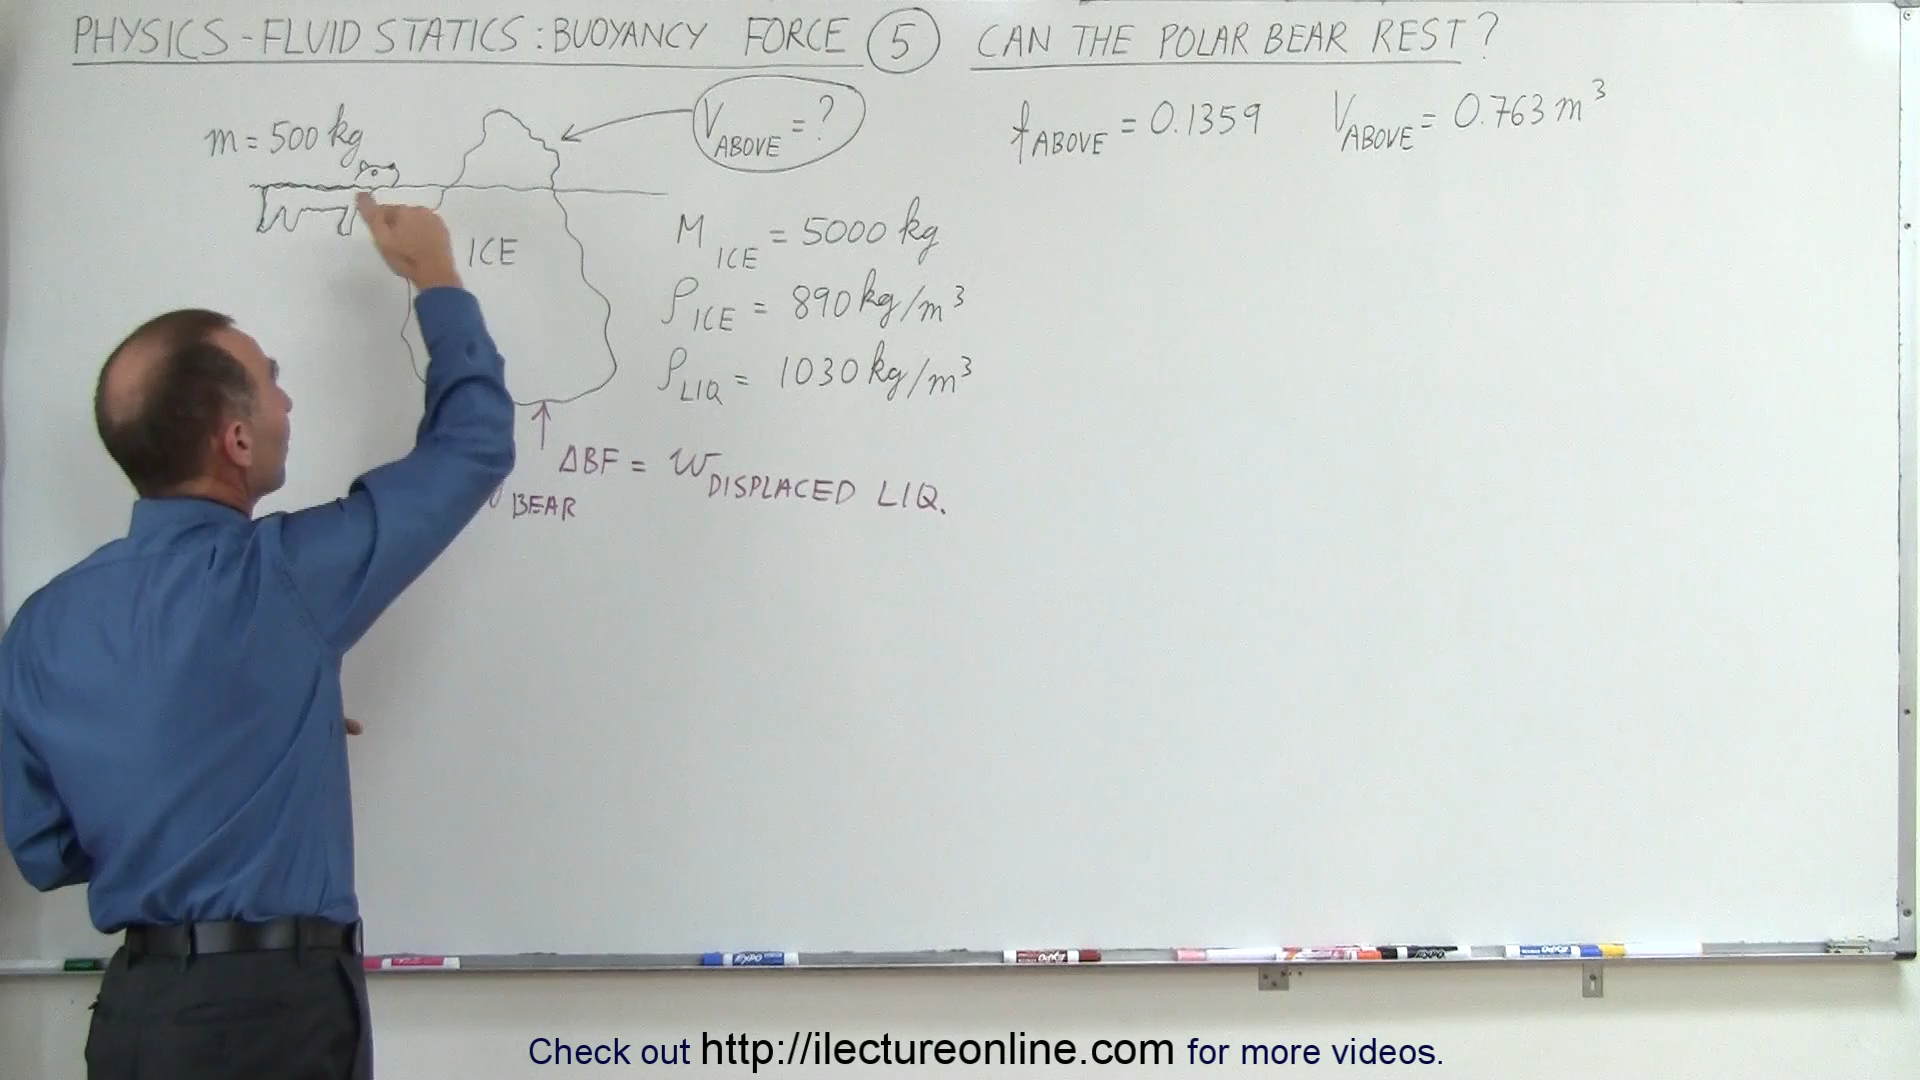 PHYSICS - FLUID STATICS : BUOYANCY FORCE 5 CAN THE POLAR BEAR REST ?
m = 500 kg
V ABOVE = ?
f ABOVE = 0.1359 V ABOVE = 0.763 m³
ICE
M ICE = 5000 kg
ρ ICE = 890 kg/m³
ρ LIQ = 1030 kg/m³
ΔBF = W DISPLACED LIQ.
BEAR
EXPO
EXPO
Check out http://ilectureonline.com for more videos.